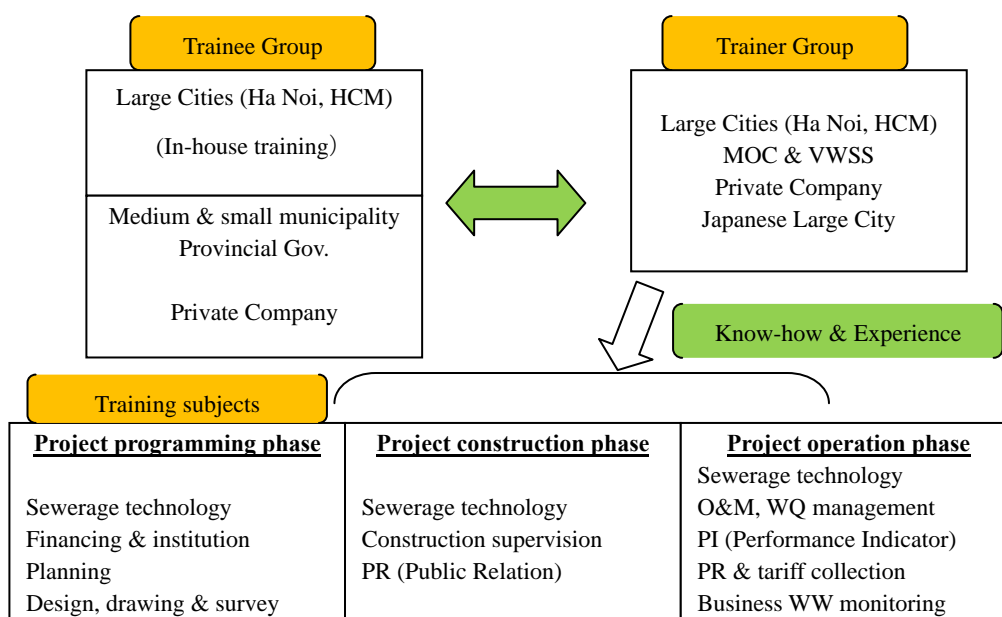 Trainee Group
Large Cities (Ha Noi, HCM)
(In-house training）
Medium & small municipality
Provincial Gov.
Private Company
Trainer Group
Large Cities (Ha Noi, HCM)
MOC & VWSS
Private Company
Japanese Large City
Know-how & Experience
Training subjects
Project programming phase
Sewerage technology
Financing & institution
Planning
Design, drawing & survey
Project construction phase
Sewerage technology
Construction supervision
PR (Public Relation)
Project operation phase
Sewerage technology
O&M, WQ management
PI (Performance Indicator)
PR & tariff collection
Business WW monitoring